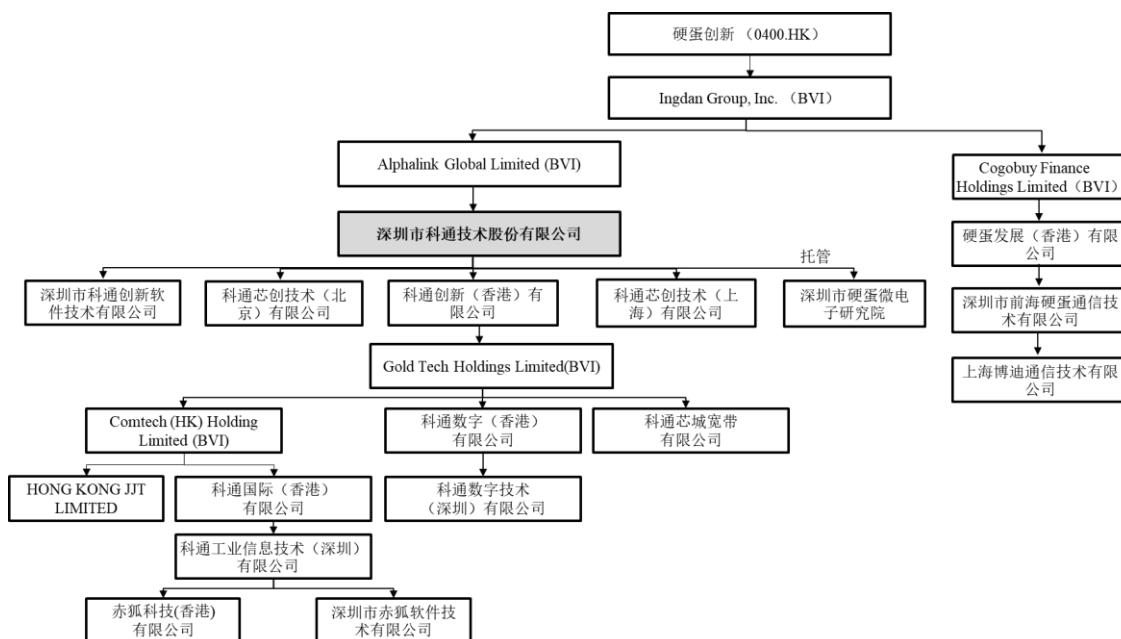 硬蛋创新 （0400.HK）
Ingdan Group, Inc. （BVI）
Alphalink Global Limited (BVI)
Cogobuy Finance
Holdings Limited（BVI）
深圳市科通技术股份有限公司
硬蛋发展（香港）有限
公司
托管
深圳市科通创新软
件技术有限公司
科通芯创技术（北
京）有限公司
科通创新（香港）有
限公司
科通芯创技术（上
海）有限公司
深圳市硬蛋微电
子研究院
深圳市前海硬蛋通信技
术有限公司
Gold Tech Holdings Limited(BVI)
上海博迪通信技术有限
公司
Comtech (HK) Holding
Limited (BVI)
科通数字（香港）
有限公司
科通芯城宽带
有限公司
HONG KONG JJT
LIMITED
科通国际（香港）
有限公司
科通数字技术
（深圳）有限公司
科通工业信息技术（深圳）
有限公司
赤狐科技(香港)
有限公司
深圳市赤狐软件技
术有限公司